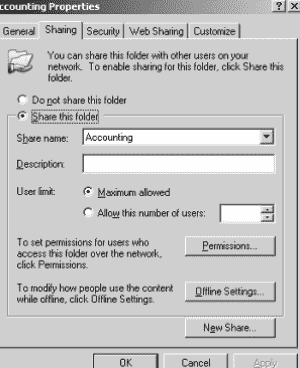 ccounting Properties
General Sharing Security Web Sharing Customize
You can share this folder with other users on your
network. To enable sharing for this folder, click Share this
folder.
Do not share this folder
Share this folder
Share name: Accounting
Description:
User limit: Maximum allowed
Allow this number of users:
To set permissions for users who
access this folder over the network,
click Permissions.
Permissions...
To modify how people use the content
while offline, click Offline Settings.
Offline Settings...
New Share...
OK Cancel Apply